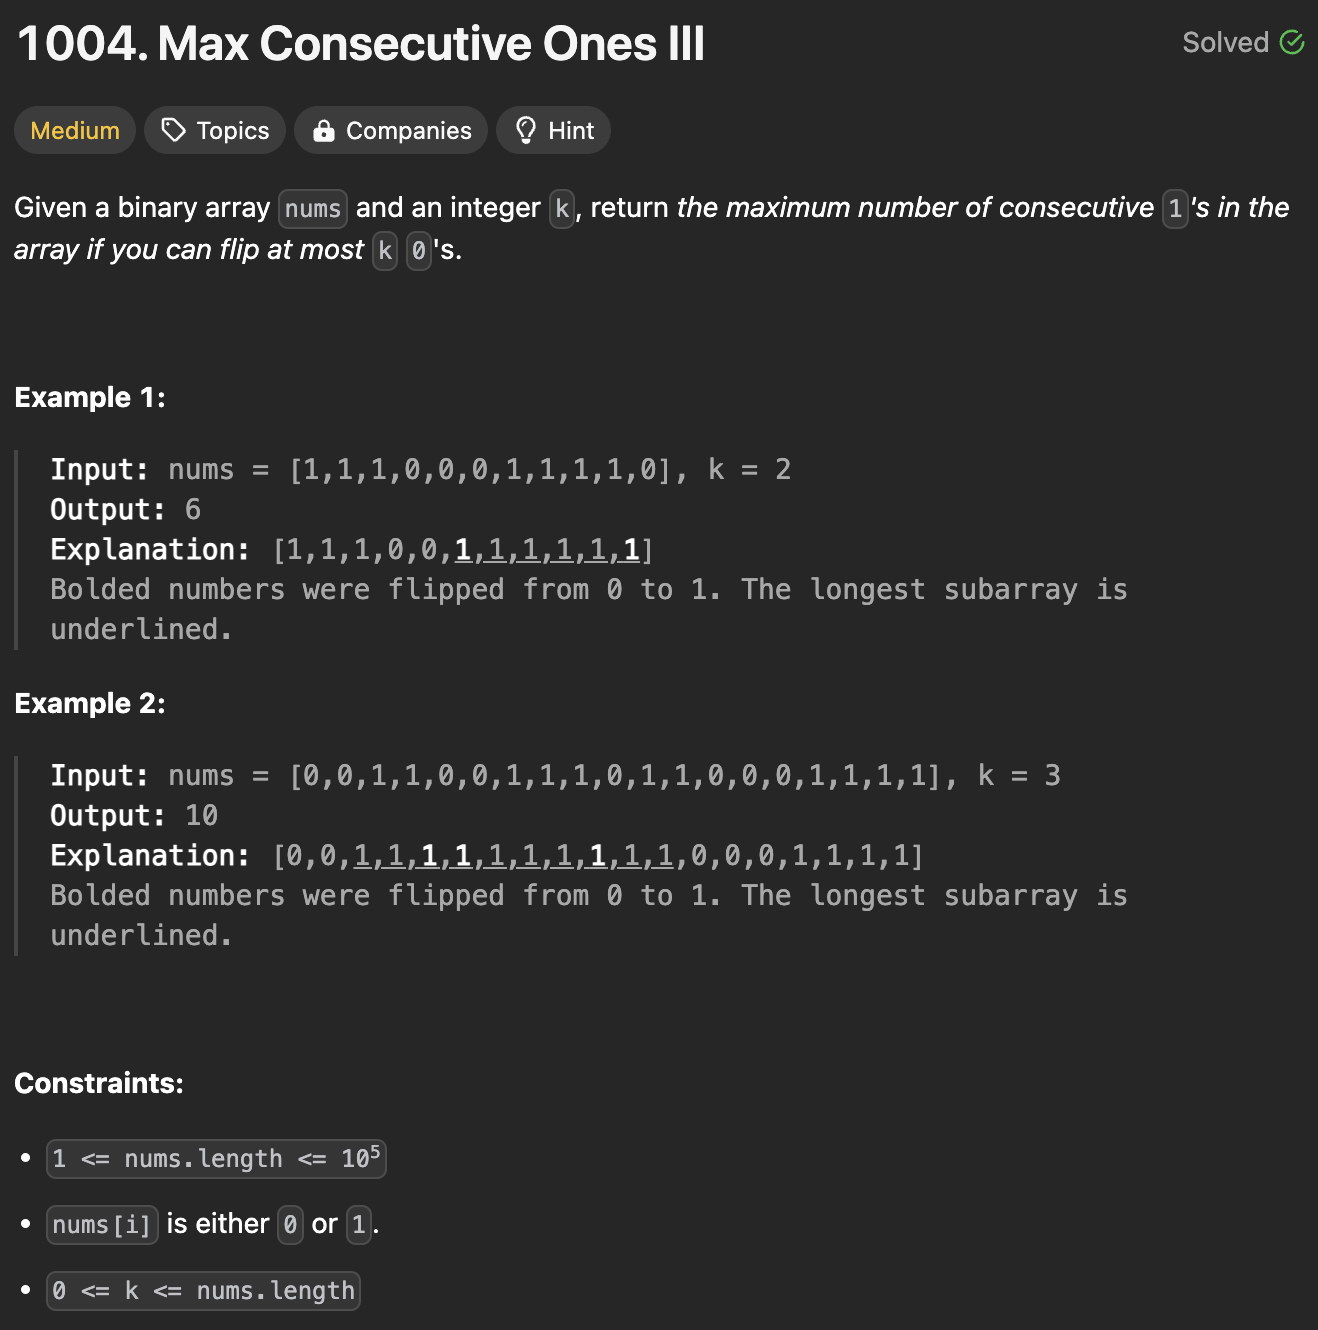 1004. Max Consecutive Ones III
Solved
Medium
Topics
Companies
Hint
Given a binary array nums and an integer k, return the maximum number of consecutive 1's in the
array if you can flip at most k 0's.
Example 1:
Input: nums = [1,1,1,0,0,0,1,1,1,1,0], k = 2
Output: 6
Explanation: [1,1,1,0,0,1,1,1,1,1,1]
Bolded numbers were flipped from 0 to 1. The longest subarray is
underlined.
Example 2:
Input: nums = [0,0,1,1,0,0,1,1,1,0,1,1,0,0,0,1,1,1,1], k = 3
Output: 10
Explanation: [0,0,1,1,1,1,1,1,1,1,1,1,0,0,0,1,1,1,1]
Bolded numbers were flipped from 0 to 1. The longest subarray is
underlined.
Constraints:
• 1 <= nums.length <= 10⁵
• nums[i] is either 0 or 1.
• 0 <= k <= nums.length